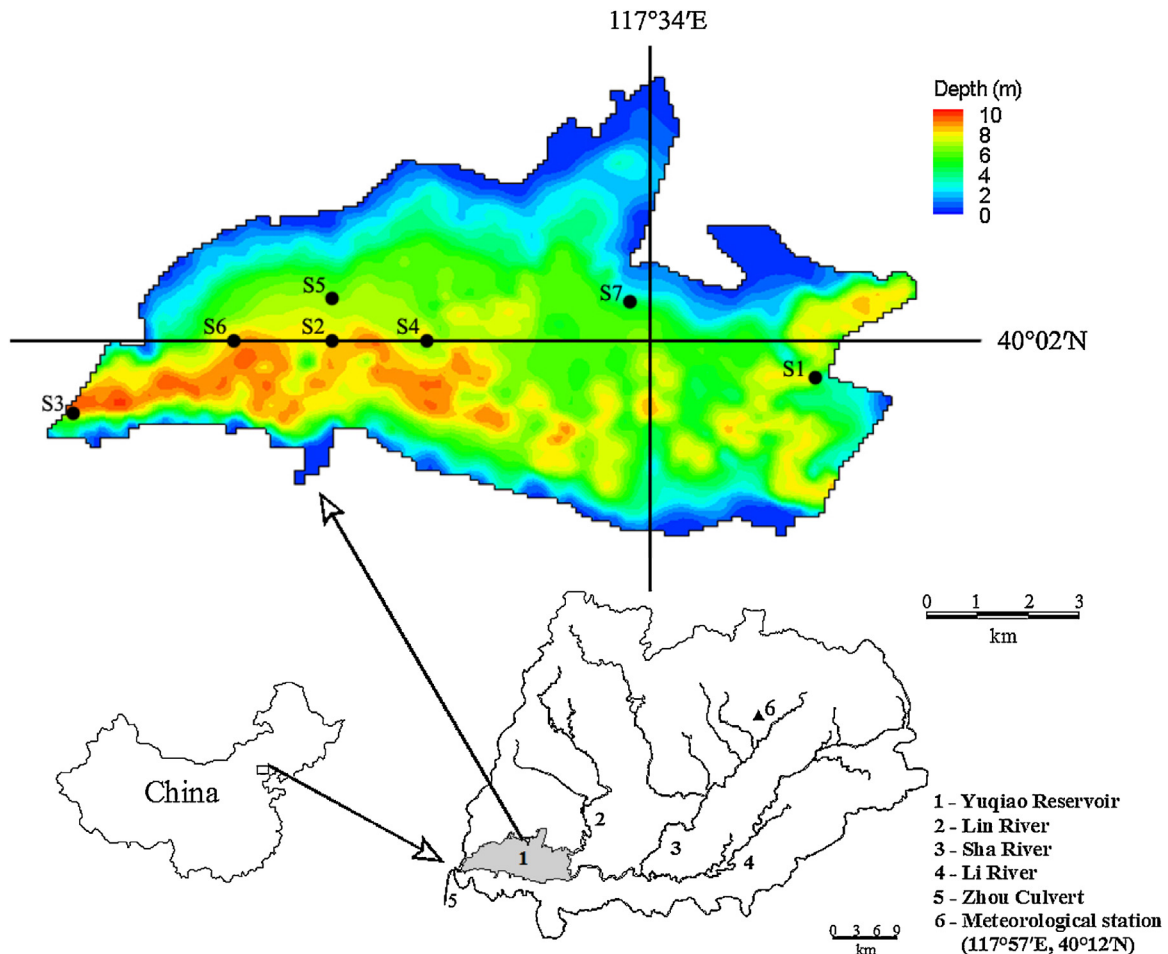 117°34′E
Depth (m)
10
8
6
4
2
0
S5
S7
S6
S2
S4
40°02′N
S1
S3
0 1 2 3
km
6
China
2
1
3
4
5
1 - Yuqiao Reservoir
2 - Lin River
3 - Sha River
4 - Li River
5 - Zhou Culvert
6 - Meteorological station
(117°57′E, 40°12′N)
0 3 6 9
km